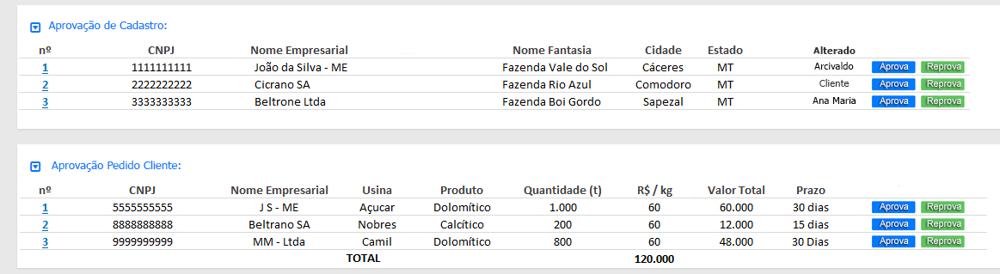 Aprovação de Cadastro:
nº CNPJ Nome Empresarial Nome Fantasia Cidade Estado Alterado
1 1111111111 João da Silva - ME Fazenda Vale do Sol Cáceres MT Arcivaldo Aprova Reprova
2 2222222222 Cicrano SA Fazenda Rio Azul Comodoro MT Cliente Aprova Reprova
3 3333333333 Beltrone Ltda Fazenda Boi Gordo Sapezal MT Ana Maria Aprova Reprova
Aprovação Pedido Cliente:
nº CNPJ Nome Empresarial Usina Produto Quantidade (t) R$ / kg Valor Total Prazo
1 5555555555 J S - ME Açucar Dolomítico 1.000 60 60.000 30 dias Aprova Reprova
2 8888888888 Beltrano SA Nobres Calcítico 200 60 12.000 15 dias Aprova Reprova
3 9999999999 MM - Ltda Camil Dolomítico 800 60 48.000 30 Dias Aprova Reprova
TOTAL 120.000